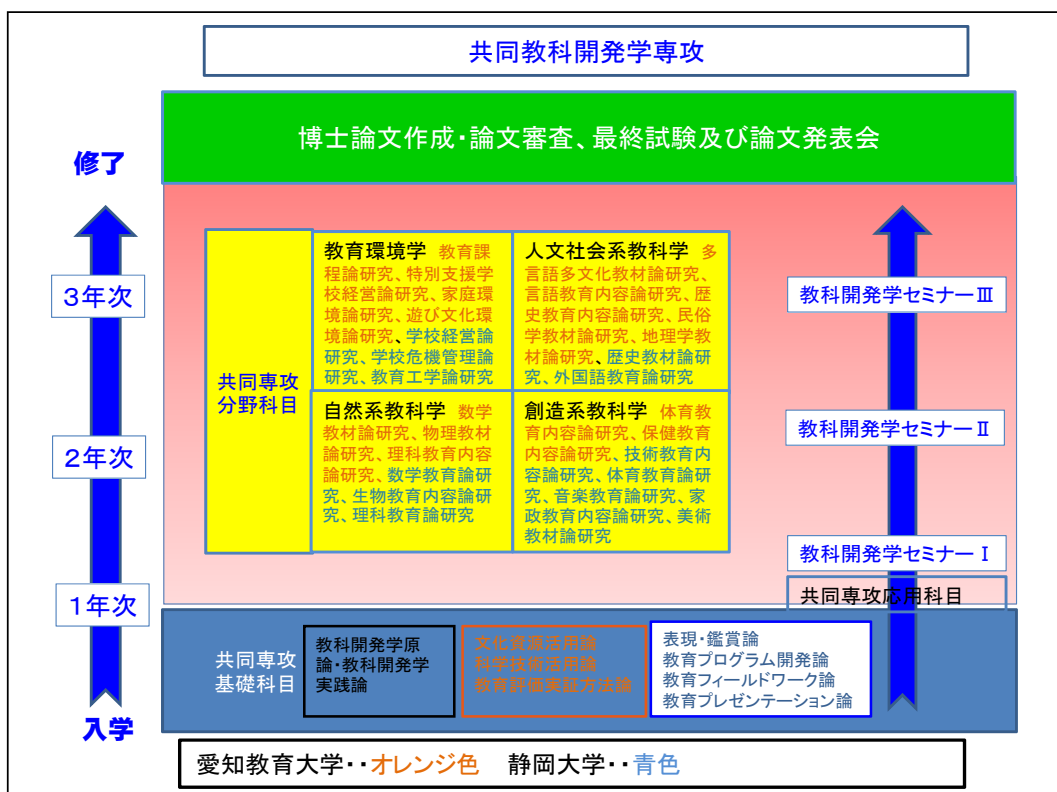 共同教科開発学専攻
博士論文作成・論文審査、最終試験及び論文発表会
修了
3年次
2年次
1年次
入学
共同専攻
分野科目
教育環境学 教育課
程論研究、特別支援学
校経営論研究、家庭環
境論研究、遊び文化環
境論研究、学校経営論
研究、学校危機管理論
研究、教育工学論研究
人文社会系教科学 多
言語多文化教材論研究、
言語教育内容論研究、歴
史教育内容論研究、民俗
学教材論研究、地理学教
材論研究、歴史教材論研
究、外国語教育論研究
自然系教科学 数学
教材論研究、物理教材
論研究、理科教育内容
論研究、数学教育論研
究、生物教育内容論研
究、理科教育論研究
創造系教科学 体育教
育内容論研究、保健教育
内容論研究、技術教育内
容論研究、体育教育論研
究、音楽教育論研究、家
政教育内容論研究、美術
教材論研究
教科開発学セミナーⅢ
教科開発学セミナーⅡ
教科開発学セミナーⅠ
共同専攻応用科目
共同専攻
基礎科目
教科開発学原
論・教科開発学
実践論
文化資源活用論
科学技術活用論
教育評価実証方法論
表現・鑑賞論
教育プログラム開発論
教育フィールドワーク論
教育プレゼンテーション論
愛知教育大学・・オレンジ色 静岡大学・・青色